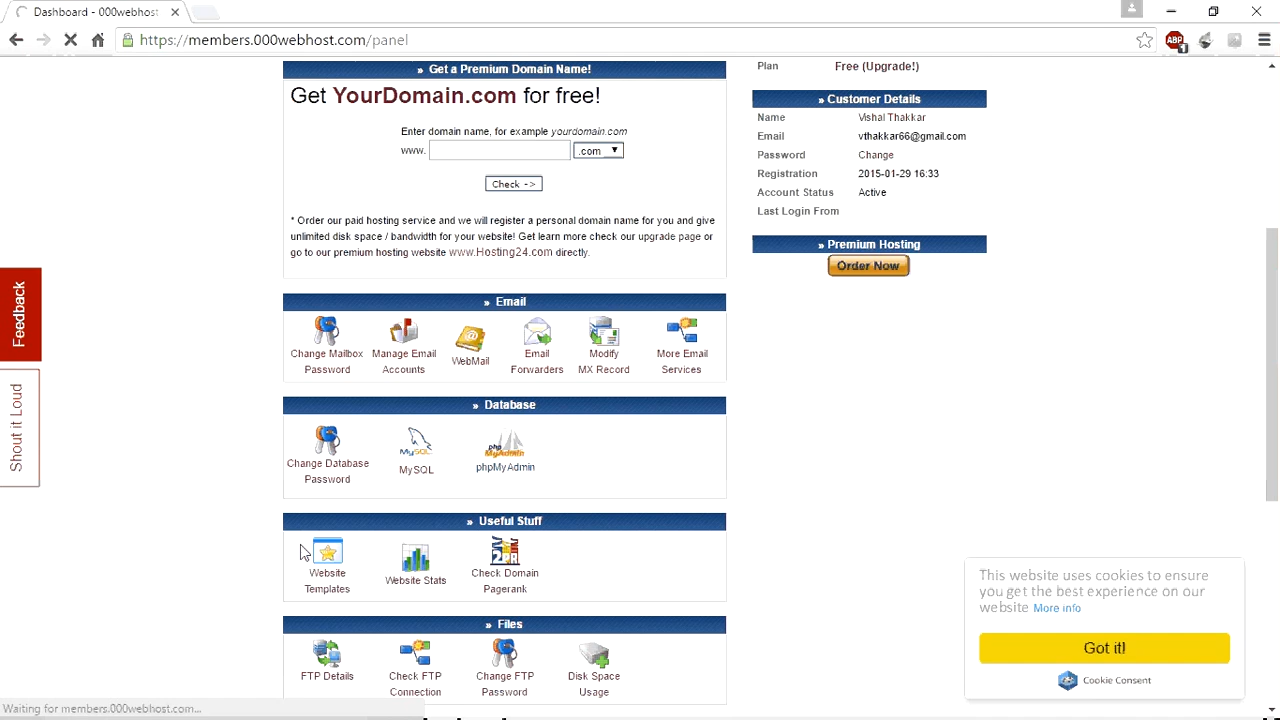 Dashboard - 000webhost
https://members.000webhost.com/panel
ABP
1
» Get a Premium Domain Name!
Get YourDomain.com for free!
Enter domain name, for example yourdomain.com
www.
.com
Check ->
* Order our paid hosting service and we will register a personal domain name for you and give
unlimited disk space / bandwidth for your website! Get learn more check our upgrade page or
go to our premium hosting website www.Hosting24.com directly.
Plan Free (Upgrade!)
» Customer Details
Name Vishal Thakkar
Email vthakkar66@gmail.com
Password Change
Registration 2015-01-29 16:33
Account Status Active
Last Login From
» Premium Hosting
Order Now
Feedback
Shout it Loud
» Email
Change Mailbox Password
Manage Email Accounts
WebMail
Email Forwarders
Modify MX Record
More Email Services
» Database
Change Database Password
MySQL
MySQL
php
MyAdmin
phpMyAdmin
» Useful Stuff
Website Templates
Website Stats
Check Domain Pagerank
» Files
FTP Details
Check FTP Connection
Change FTP Password
Disk Space Usage
This website uses cookies to ensure
you get the best experience on our
website More info
Got it!
Cookie Consent
Waiting for members.000webhost.com...